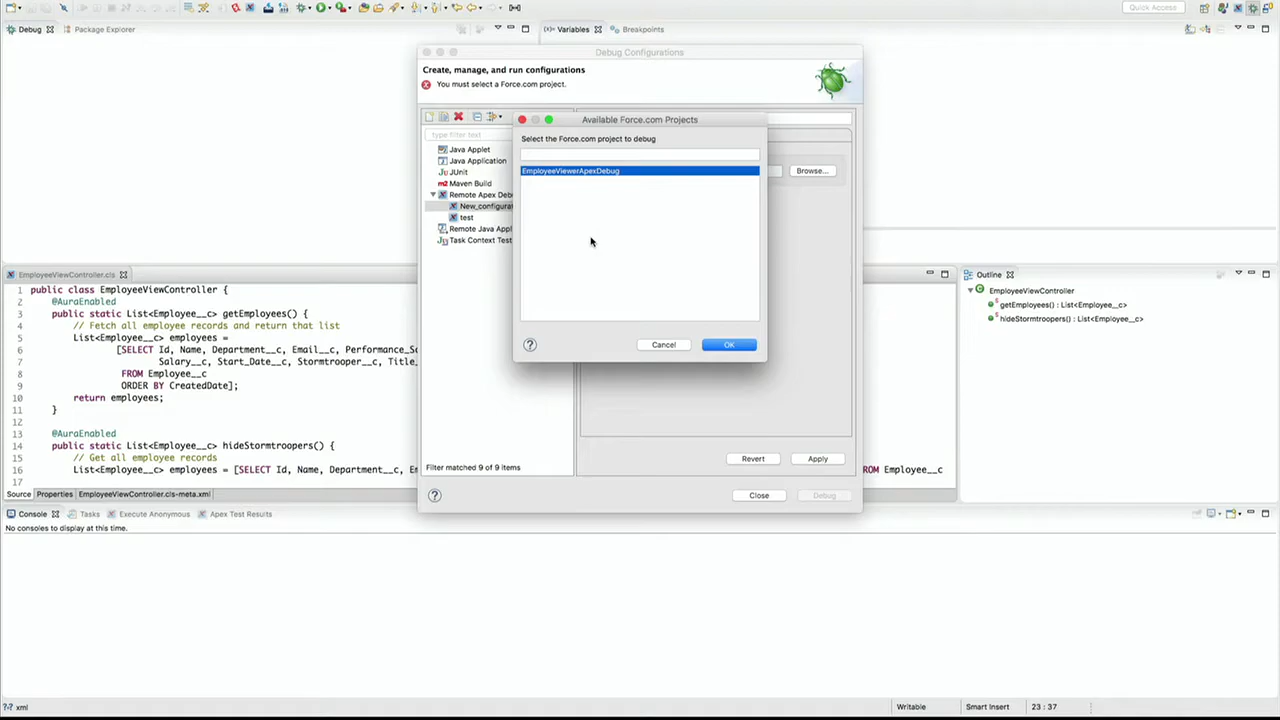 Quick Access
Debug
Package Explorer
Variables
Breakpoints
Debug Configurations
Create, manage, and run configurations
You must select a Force.com project.
type filter text
Java Applet
Java Application
JUnit
Maven Build
Remote Apex Deb
New_configurat
test
Remote Java Appl
Task Context Test
Filter matched 9 of 9 items
Available Force.com Projects
Select the Force.com project to debug
EmployeeViewerApexDebug
Cancel
OK
Browse...
Revert
Apply
Close
Debug
EmployeeViewController.cls
1 public class EmployeeViewController {
2 @AuraEnabled
3 public static List<Employee__c> getEmployees() {
4 // Fetch all employee records and return that list
5 List<Employee__c> employees =
6 [SELECT Id, Name, Department__c, Email__c, Performance_Sc
7 Salary__c, Start_Date__c, Stormtrooper__c, Title_
8 FROM Employee__c
9 ORDER BY CreatedDate];
10 return employees;
11 }
12
13 @AuraEnabled
14 public static List<Employee__c> hideStormtroopers() {
15 // Get all employee records
16 List<Employee__c> employees = [SELECT Id, Name, Department__c, Em
ROM Employee__c
17
Source
Properties
EmployeeViewController.cls-meta.xml
Outline
EmployeeViewController
getEmployees() : List<Employee__c>
hideStormtroopers() : List<Employee__c>
Console
Tasks
Execute Anonymous
Apex Test Results
No consoles to display at this time.
xml
Writable
Smart Insert
23 : 37